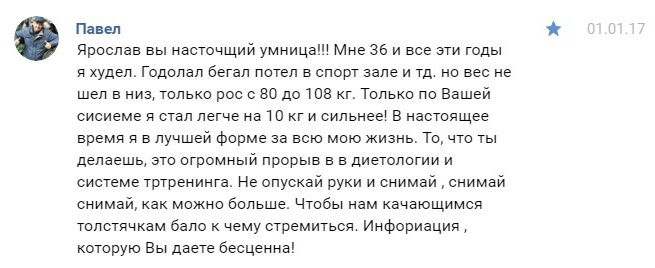 Павел
01.01.17
Ярослав вы насточщий умница!!! Мне 36 и все эти годы
я худел. Годолал бегал потел в спорт зале и тд. но вес не
шел в низ, только рос с 80 до 108 кг. Только по Вашей
сисиеме я стал легче на 10 кг и сильнее! В настоящее
время я в лучшей форме за всю мою жизнь. То, что ты
делаешь, это огромный прорыв в в диетологии и
системе тртренинга. Не опускай руки и снимай , снимай
снимай, как можно больше. Чтобы нам качающимся
толстячкам бало к чему стремиться. Инфориация ,
которую Вы даете бесценна!